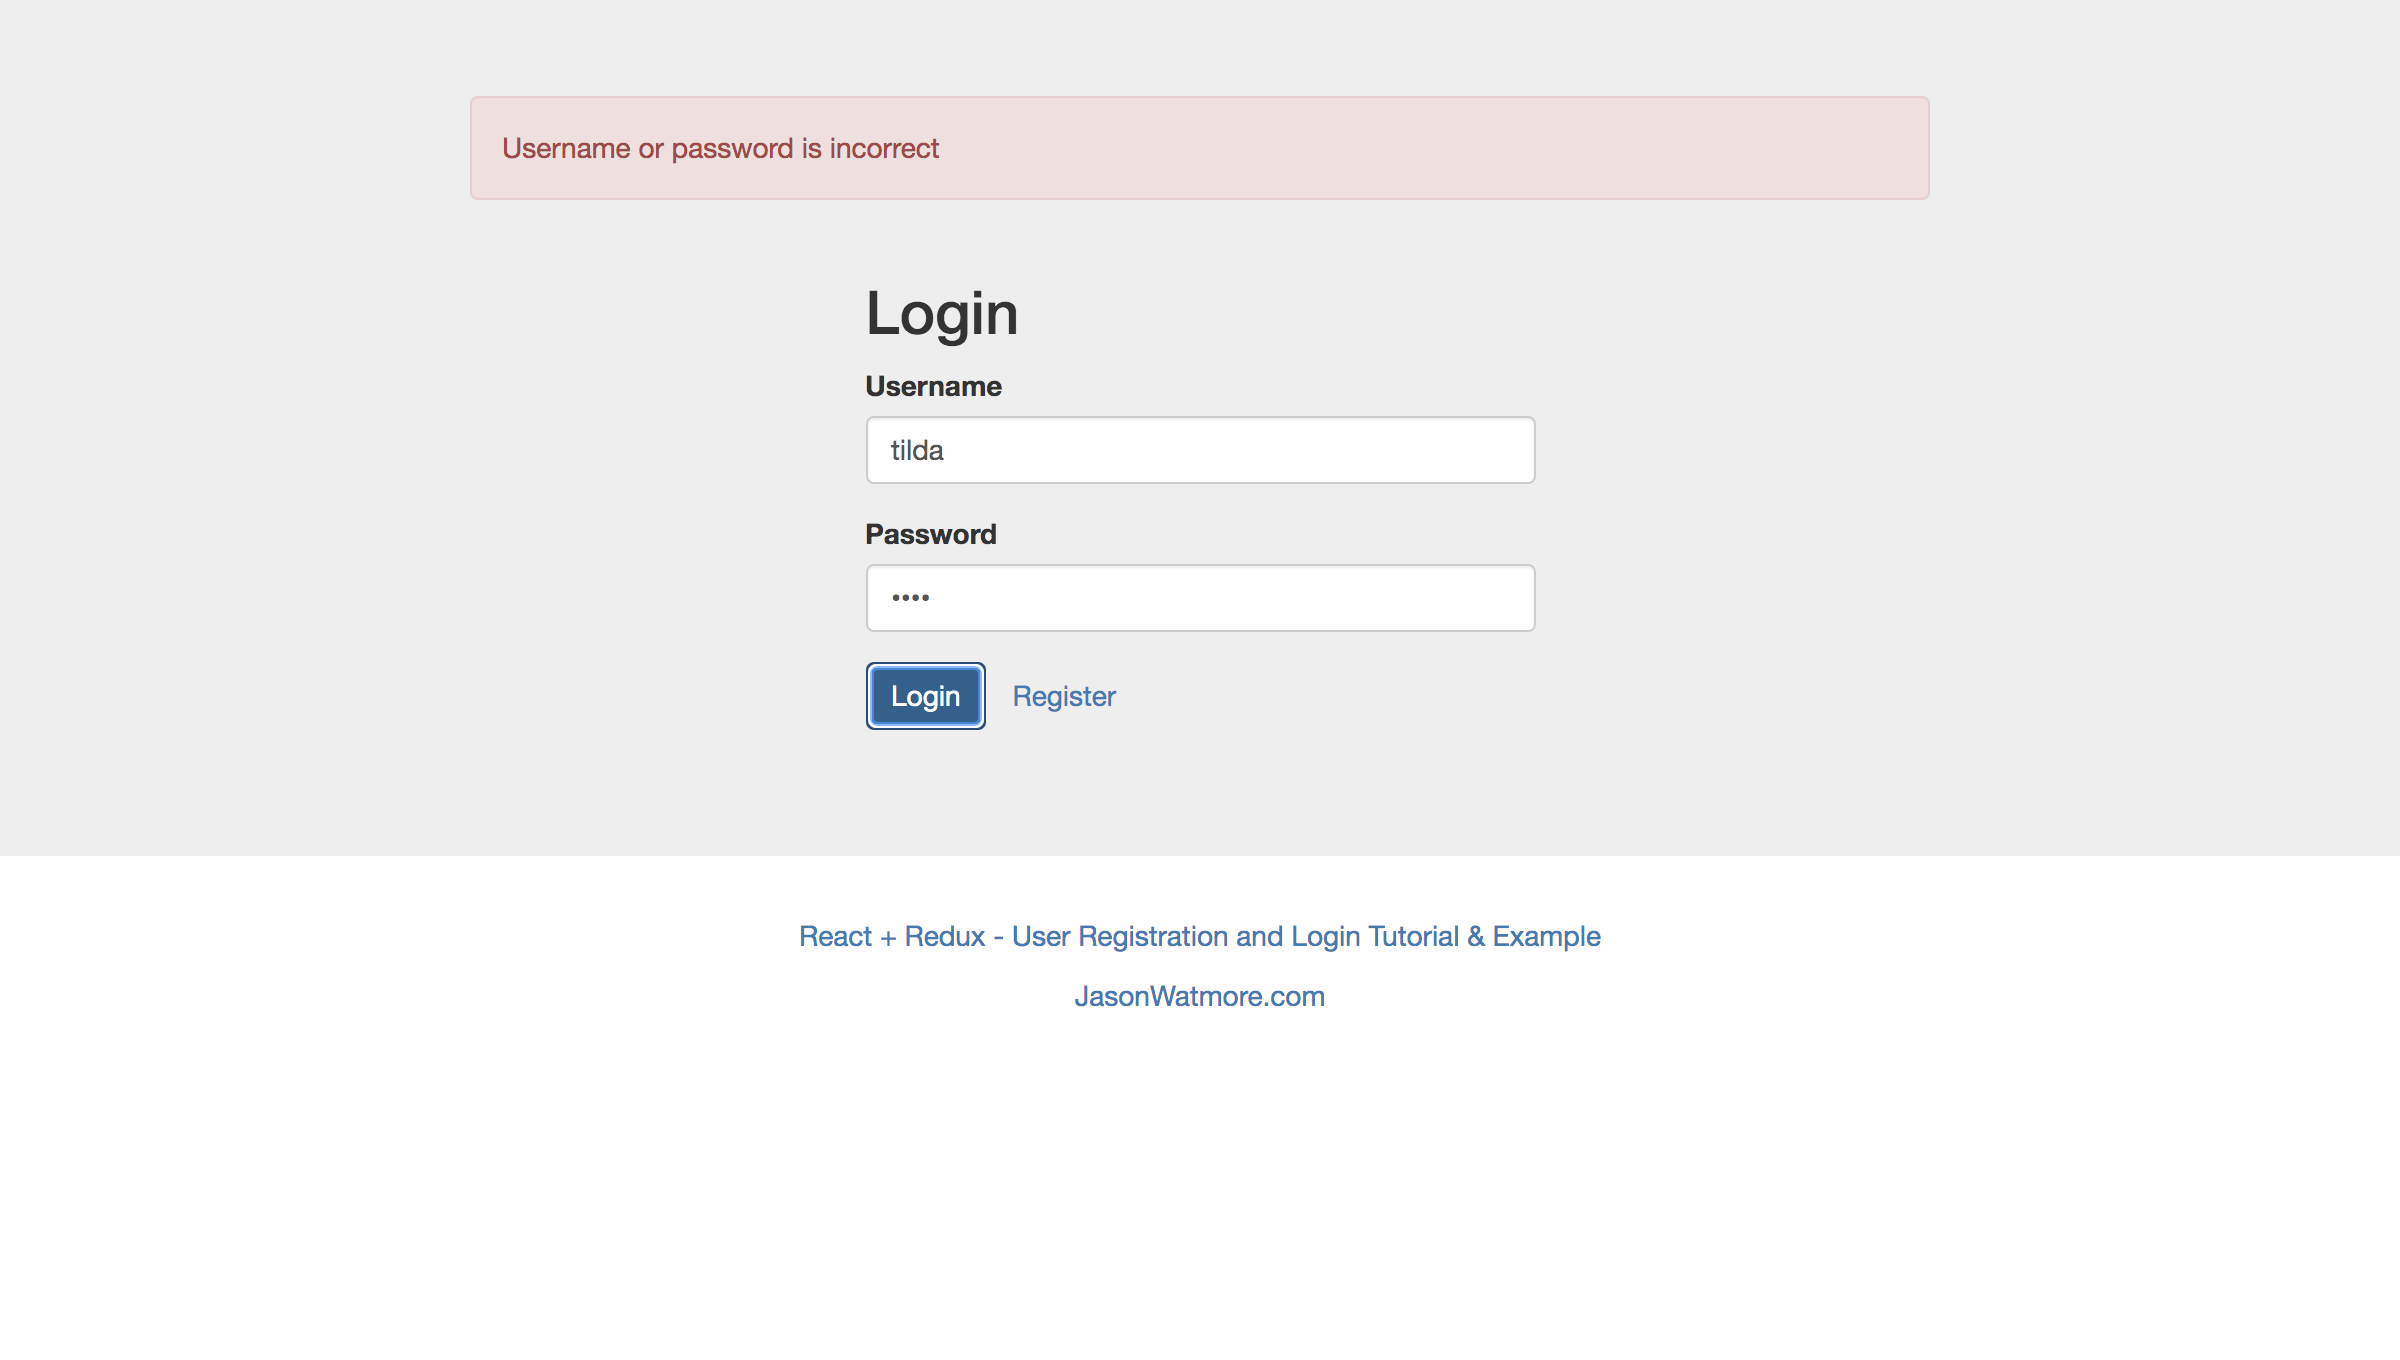 Username or password is incorrect
Login
Username
tilda
Password
••••
Login Register
React + Redux - User Registration and Login Tutorial & Example
JasonWatmore.com